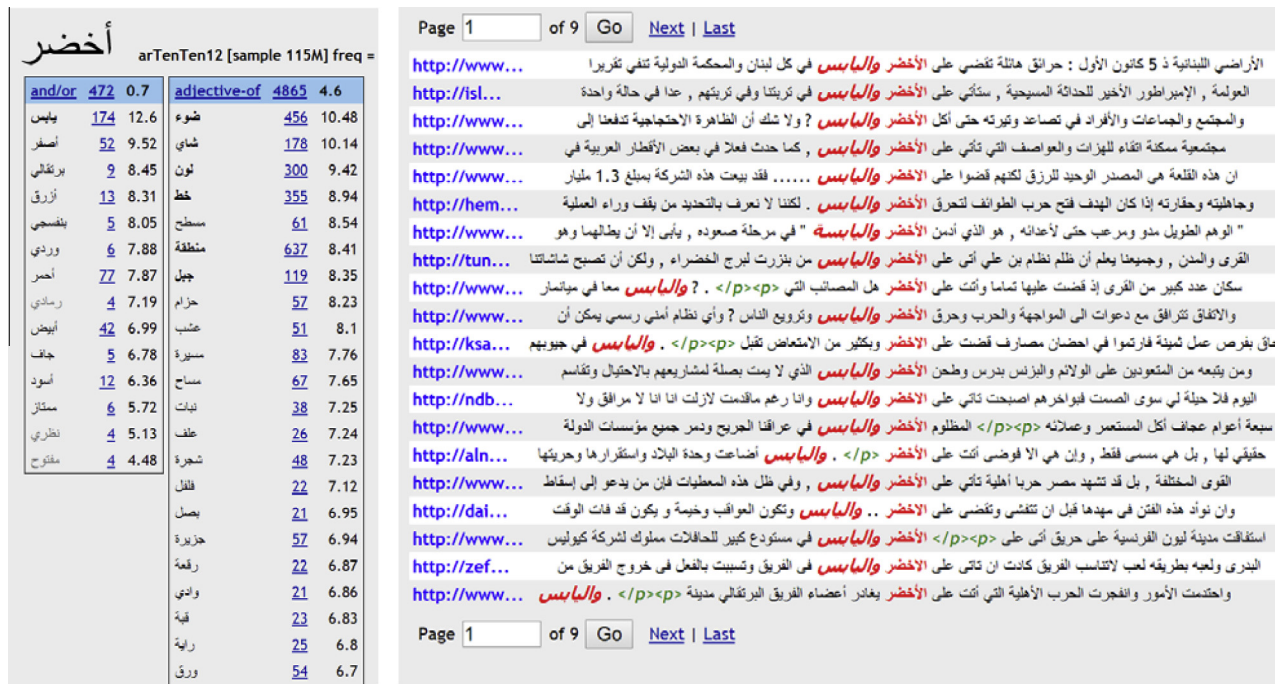 أخضر
arTenTen12 [sample 115M] freq =
and/or 472 0.7
يابس 174 12.6
أصفر 52 9.52
برتقالي 9 8.45
أزرق 13 8.31
بنفسجي 5 8.05
وردي 6 7.88
أحمر 77 7.87
رمادي 4 7.19
أبيض 42 6.99
جاف 5 6.78
أسود 12 6.36
ممتاز 6 5.72
نظري 4 5.13
مفتوح 4 4.48
adjective-of 4865 4.6
ضوء 456 10.48
شاي 178 10.14
لون 300 9.42
خط 355 8.94
مسطح 61 8.54
منطقة 637 8.41
جبل 119 8.35
حزام 57 8.23
عشب 51 8.1
مسيرة 83 7.76
مساح 67 7.65
نبات 38 7.25
علف 26 7.24
شجرة 48 7.23
فلفل 22 7.12
بصل 21 6.95
جزيرة 57 6.94
رقعة 22 6.87
وادي 21 6.86
قبة 23 6.83
راية 25 6.8
ورق 54 6.7
Page 1 of 9 Go Next | Last
http://www... الأراضي اللبنانية ذ 5 كانون الأول : حرائق هائلة تقضي على الأخضر واليابس في كل لبنان والمحكمة الدولية تنفي تقريرا
http://isl... العولمة , الإمبراطور الأخير للحداثة المسيحية , ستأتي على الأخضر واليابس في تربتنا وفي تربتهم , عدا في حالة واحدة
http://www... والمجتمع والجماعات والأفراد في تصاعد وتيرته حتى أكل الأخضر واليابس ? ولا شك أن الظاهرة الاحتجاجية تدفعنا إلى
http://www... مجتمعية ممكنة اتقاء للهزات والعواصف التي تأتي على الأخضر واليابس , كما حدث فعلا في بعض الأقطار العربية في
http://www... ان هذه القلعة هى المصدر الوحيد للرزق لكنهم قضوا على الاخضر واليابس ...... فقد بيعت هذه الشركة بمبلغ 1.3 مليار
http://hem... وجاهليته وحقارته إذا كان الهدف فتح حرب الطوائف لتحرق الأخضر واليابس . لكننا لا نعرف بالتحديد من يقف وراء العملية
http://www... " الوهم الطويل مدو ومرعب حتى لأعدائه , هو الذي أدمن الأخضر واليابسة " في مرحلة صعوده , يأبى إلا أن يطالهما وهو
http://tun... القرى والمدن , وجميعنا يعلم أن ظلم نظام بن علي أتى على الأخضر واليابس من بنزرت لبرج الخضراء , ولكن أن تصبح شاشاتنا
http://www... سكان عدد كبير من القرى إذ قضت عليها تماما وأتت على الأخضر هل المصائب التي <p><p/> . ? واليابس معا في ميانمار
http://www... والاتفاق تترافق مع دعوات الى المواجهة والحرب وحرق الأخضر واليابس وترويع الناس ? وأي نظام أمني رسمي يمكن أن
http://ksa... بفرص عمل ثمينة فارتموا في احضان مصارف قضت على الاخضر وبكثير من الامتعاض تقبل <p><p/> . واليابس في جيوبهم
http://www... ومن يتبعه من المتعودين على الولائم والبزنس بدرس وطحن الأخضر واليابس الذي لا يمت بصلة لمشاريعهم بالاحتيال وتقاسم
http://ndb... اليوم فلا حيلة لي سوى الصمت فبواخرهم اصبحت تاتي على الاخضر واليابس وانا رغم ماقدمت لازلت انا انا لا مرافق ولا
http://www... سبعة أعوام عجاف أكل المستعمر وعملائه <p><p/> المظلوم الأخضر واليابس في عراقنا الجريح ودمر جميع مؤسسات الدولة
http://aln... حقيقي لها , بل هي مسمى فقط , وإن هي الا فوضى أتت على الأخضر <p/> . واليابس أضاعت وحدة البلاد واستقرارها وحريتها
http://www... القوى المختلفة , بل قد تشهد مصر حربا أهلية تأتي على الأخضر واليابس , وفي ظل هذه المعطيات فإن من يدعو إلى إسقاط
http://dai... وان نوأد هذه الفتن فى مهدها قبل ان تتفشى وتقضى على الاخضر .. واليابس وتكون العواقب وخيمة و يكون قد فات الوقت
http://www... استفاقت مدينة ليون الفرنسية على حريق أتى على <p><p/> الأخضر واليابس في مستودع كبير للحافلات مملوك لشركة كيوليس
http://zef... البدرى ولعبه بطريقه لعب لاتناسب الفريق كادت ان تاتى على الاخضر واليابس فى الفريق وتسببت بالفعل فى خروج الفريق من
http://www... واحتدمت الأمور وانفجرت الحرب الأهلية التي أتت على الأخضر يغادر أعضاء الفريق البرتقالي مدينة <p><p/> . واليابس
Page 1 of 9 Go Next | Last